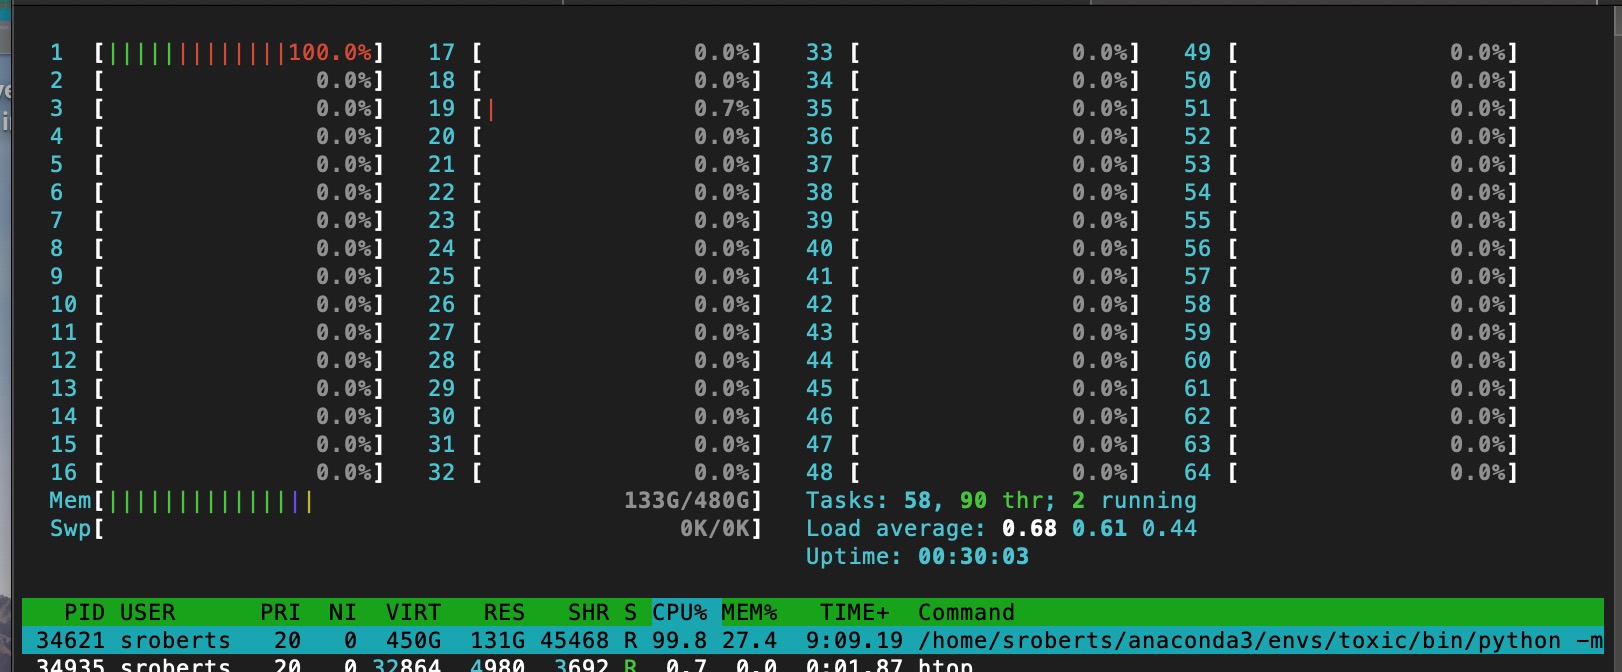 1 [|||||||||||||100.0%] 17 [ 0.0%] 33 [ 0.0%] 49 [ 0.0%]
2 [ 0.0%] 18 [ 0.0%] 34 [ 0.0%] 50 [ 0.0%]
3 [ 0.0%] 19 [| 0.7%] 35 [ 0.0%] 51 [ 0.0%]
4 [ 0.0%] 20 [ 0.0%] 36 [ 0.0%] 52 [ 0.0%]
5 [ 0.0%] 21 [ 0.0%] 37 [ 0.0%] 53 [ 0.0%]
6 [ 0.0%] 22 [ 0.0%] 38 [ 0.0%] 54 [ 0.0%]
7 [ 0.0%] 23 [ 0.0%] 39 [ 0.0%] 55 [ 0.0%]
8 [ 0.0%] 24 [ 0.0%] 40 [ 0.0%] 56 [ 0.0%]
9 [ 0.0%] 25 [ 0.0%] 41 [ 0.0%] 57 [ 0.0%]
10 [ 0.0%] 26 [ 0.0%] 42 [ 0.0%] 58 [ 0.0%]
11 [ 0.0%] 27 [ 0.0%] 43 [ 0.0%] 59 [ 0.0%]
12 [ 0.0%] 28 [ 0.0%] 44 [ 0.0%] 60 [ 0.0%]
13 [ 0.0%] 29 [ 0.0%] 45 [ 0.0%] 61 [ 0.0%]
14 [ 0.0%] 30 [ 0.0%] 46 [ 0.0%] 62 [ 0.0%]
15 [ 0.0%] 31 [ 0.0%] 47 [ 0.0%] 63 [ 0.0%]
16 [ 0.0%] 32 [ 0.0%] 48 [ 0.0%] 64 [ 0.0%]
Mem[||||||||||||||| 133G/480G] Tasks: 58, 90 thr; 2 running
Swp[ 0K/0K] Load average: 0.68 0.61 0.44
Uptime: 00:30:03
PID USER PRI NI VIRT RES SHR S CPU% MEM% TIME+ Command
34621 sroberts 20 0 450G 131G 45468 R 99.8 27.4 9:09.19 /home/sroberts/anaconda3/envs/toxic/bin/python -m
34935 sroberts 20 0 32864 4980 3692 R 0.7 0.0 0:01.87 htop